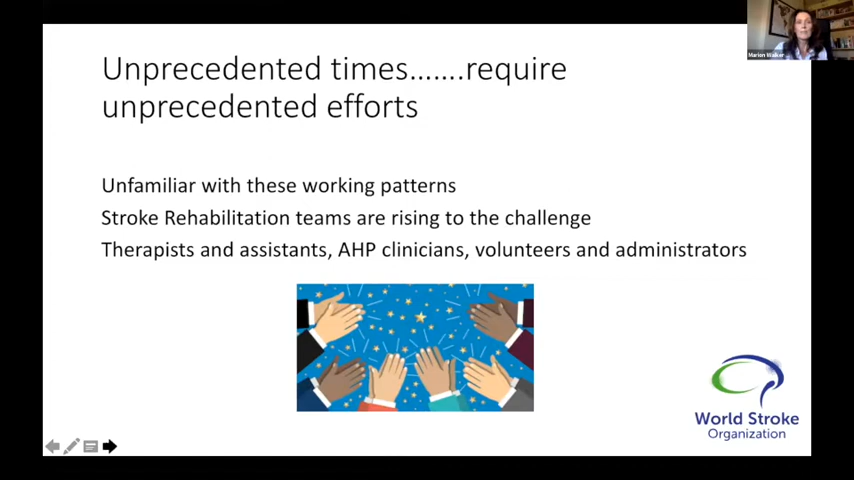 Marion Walker
Unprecedented times.......require
unprecedented efforts
Unfamiliar with these working patterns
Stroke Rehabilitation teams are rising to the challenge
Therapists and assistants, AHP clinicians, volunteers and administrators
World Stroke
Organization